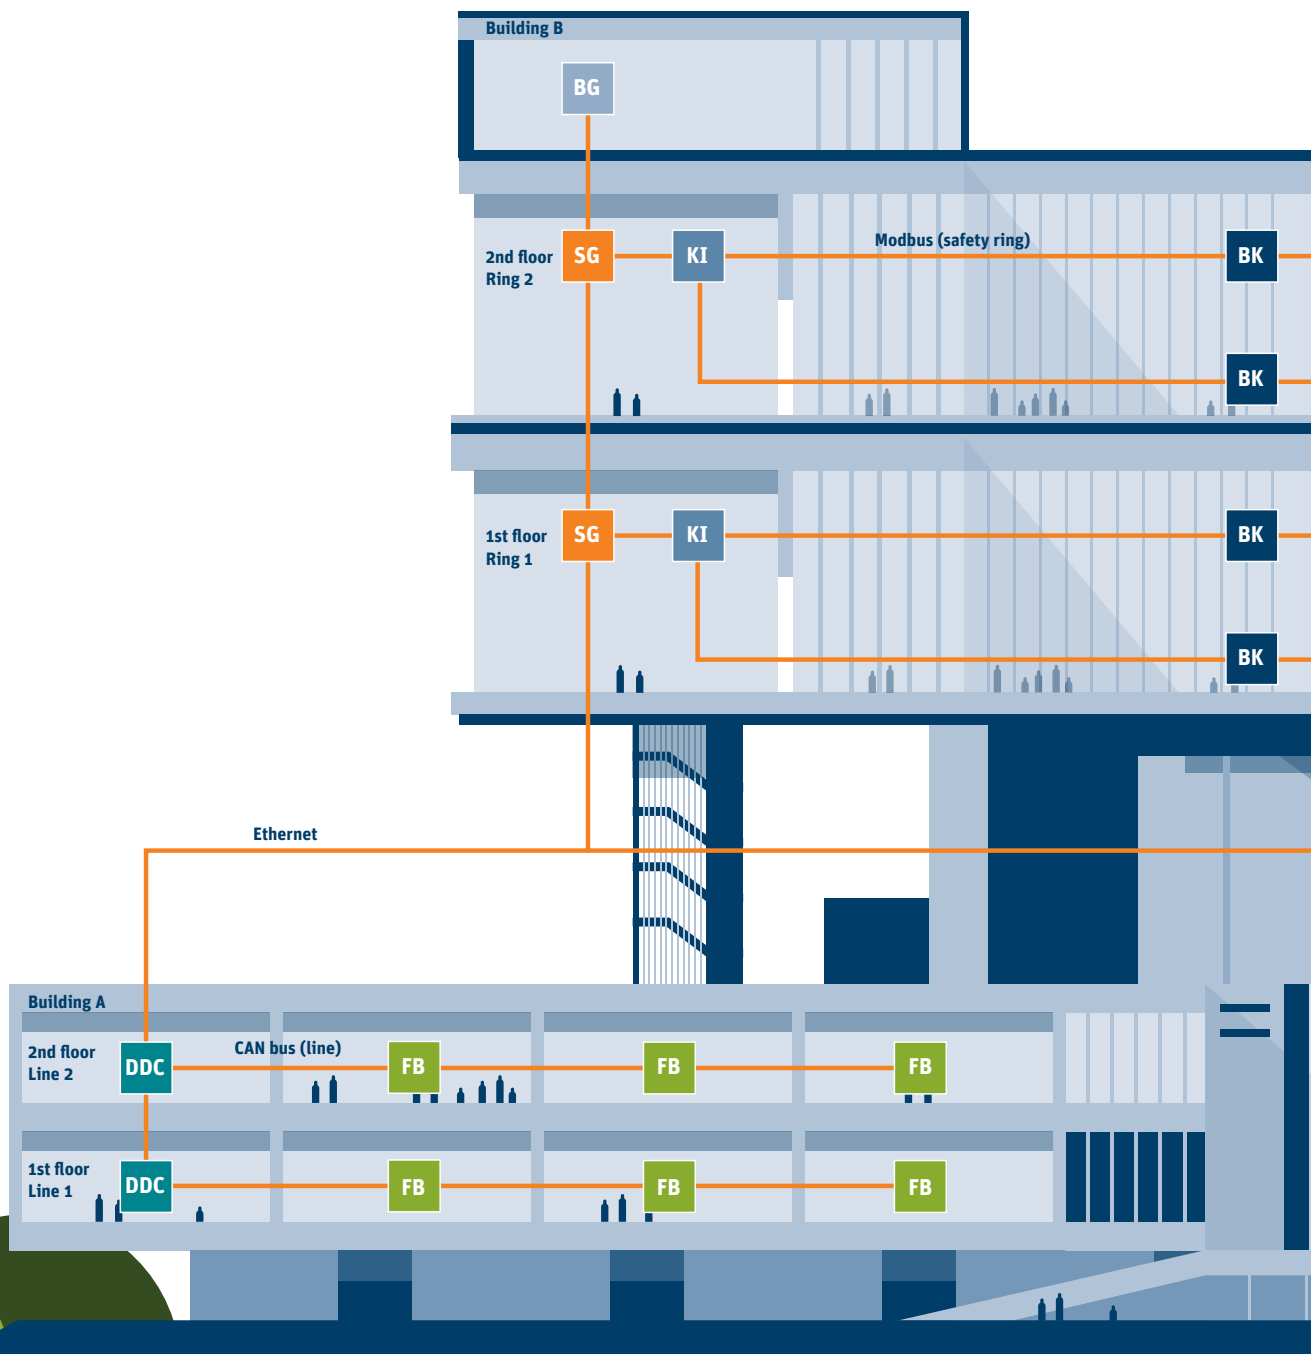 Building B
BG
2nd floor
Ring 2
SG
KI
Modbus (safety ring)
BK
BK
1st floor
Ring 1
SG
KI
BK
BK
Ethernet
Building A
2nd floor
Line 2
DDC
CAN bus (line)
FB
FB
FB
1st floor
Line 1
DDC
FB
FB
FB